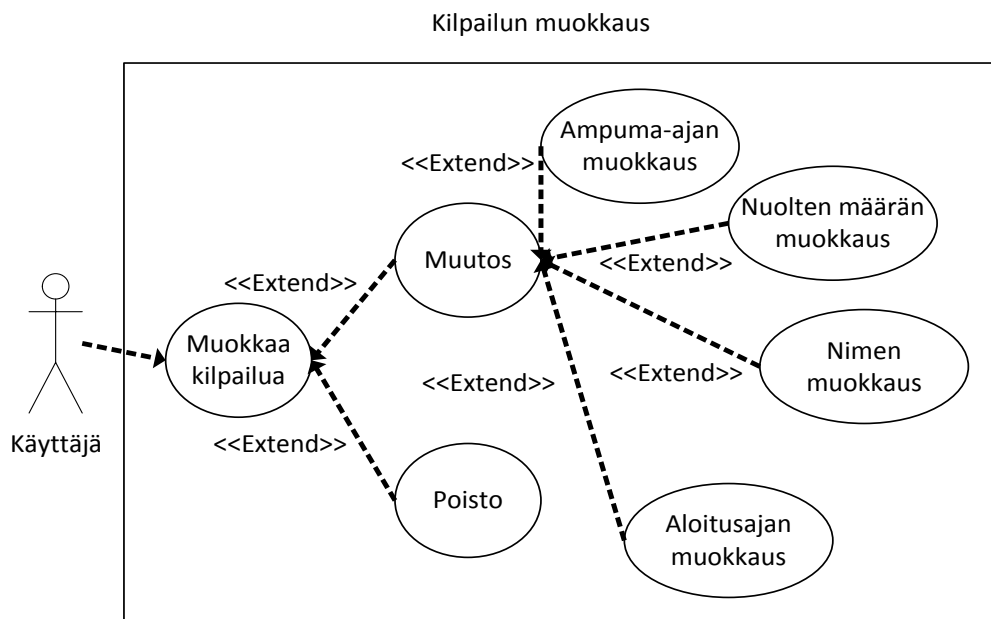 Kilpailun muokkaus
Ampuma-ajan
muokkaus
<<Extend>>
Nuolten määrän
muokkaus
<<Extend>>
Muutos
<<Extend>>
Muokkaa
kilpailua
Nimen
muokkaus
<<Extend>>
<<Extend>>
<<Extend>>
Käyttäjä
Poisto
Aloitusajan
muokkaus